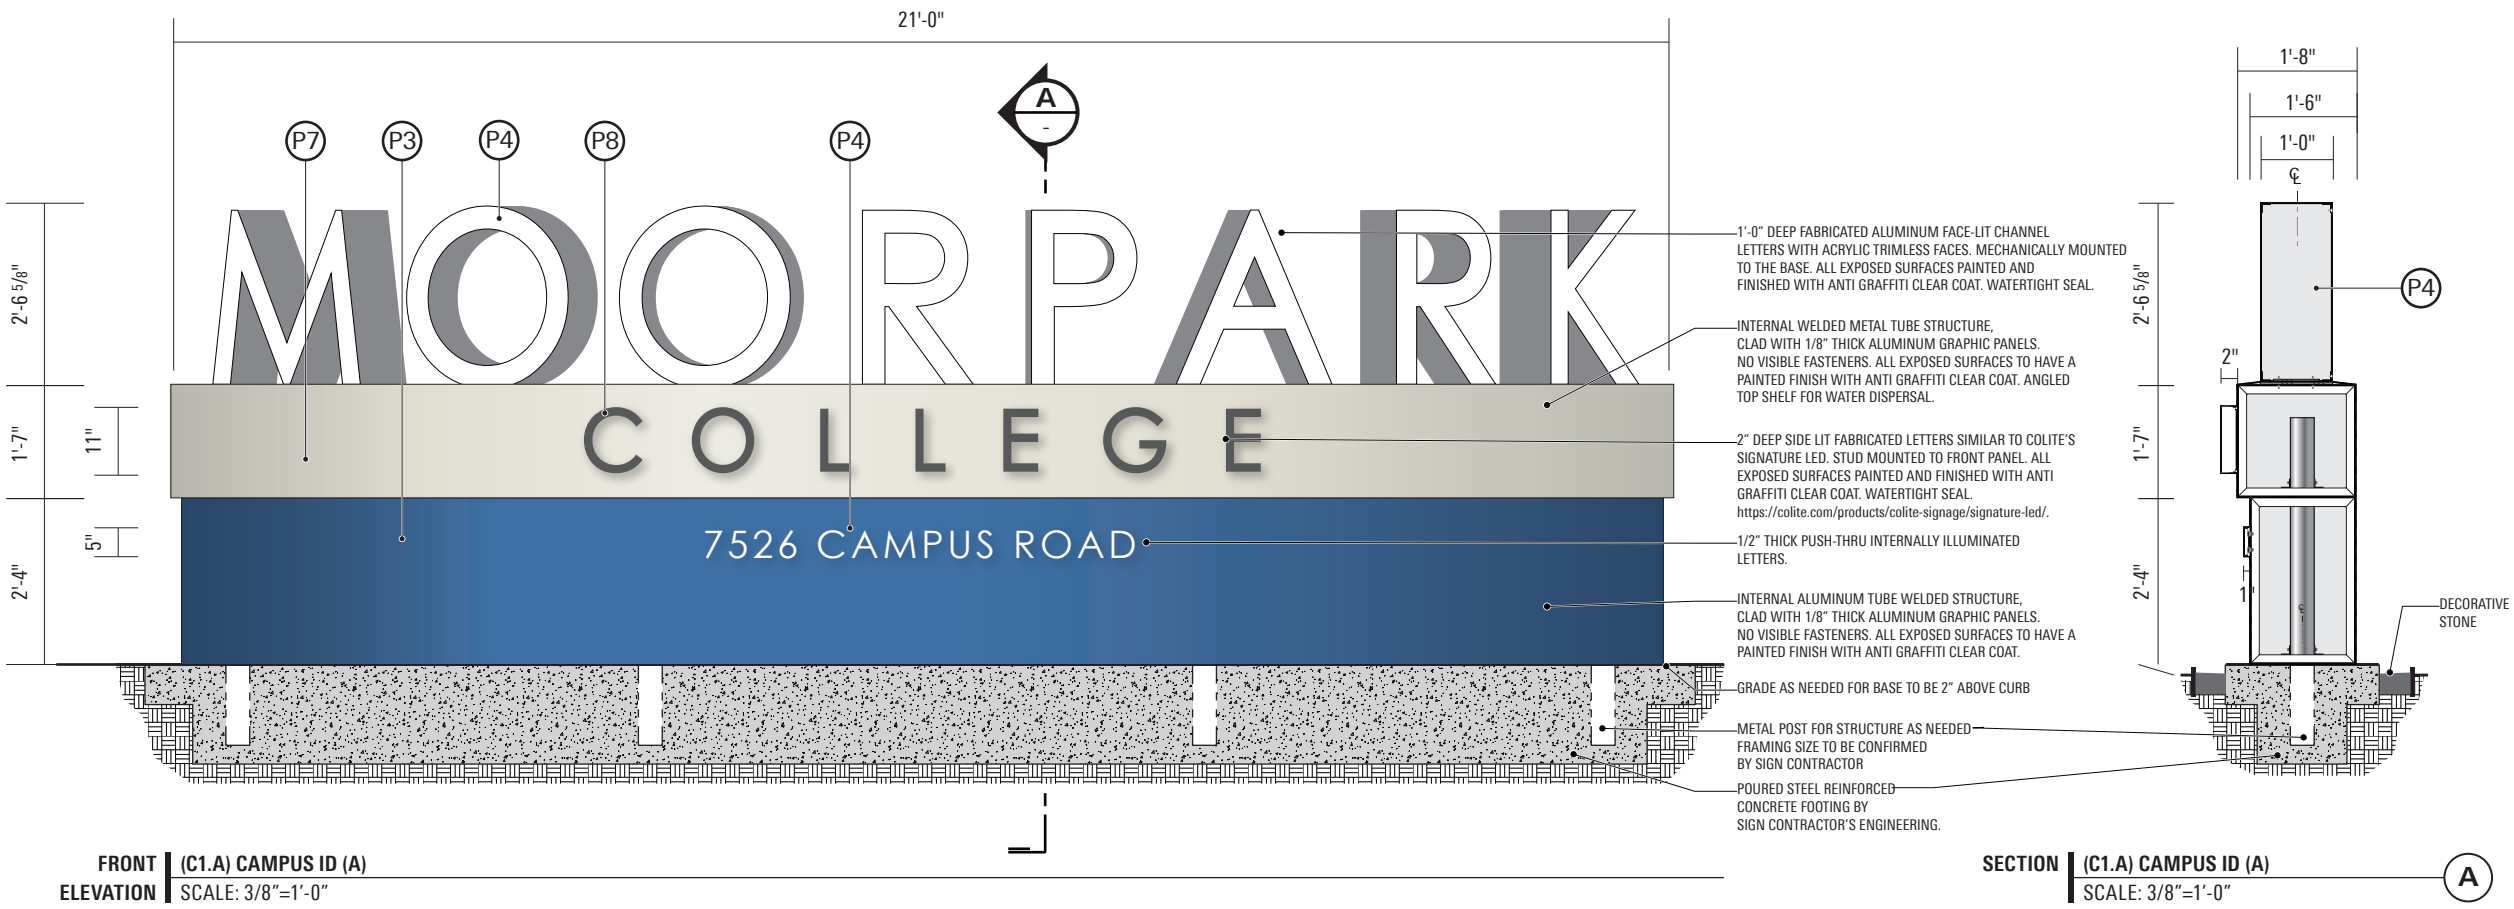 21'-0"
A
-
P7
P3
P4
P8
P4
2'-6 5/8"
1'-7"
11"
5"
2'-4"
MOORPARK
COLLEGE
7526 CAMPUS ROAD
1'-0" DEEP FABRICATED ALUMINUM FACE-LIT CHANNEL
LETTERS WITH ACRYLIC TRIMLESS FACES. MECHANICALLY MOUNTED
TO THE BASE. ALL EXPOSED SURFACES PAINTED AND
FINISHED WITH ANTI GRAFFITI CLEAR COAT. WATERTIGHT SEAL.
INTERNAL WELDED METAL TUBE STRUCTURE,
CLAD WITH 1/8" THICK ALUMINUM GRAPHIC PANELS.
NO VISIBLE FASTENERS. ALL EXPOSED SURFACES TO HAVE A
PAINTED FINISH WITH ANTI GRAFFITI CLEAR COAT. ANGLED
TOP SHELF FOR WATER DISPERSAL.
2" DEEP SIDE LIT FABRICATED LETTERS SIMILAR TO COLITE'S
SIGNATURE LED. STUD MOUNTED TO FRONT PANEL. ALL
EXPOSED SURFACES PAINTED AND FINISHED WITH ANTI
GRAFFITI CLEAR COAT. WATERTIGHT SEAL.
https://colite.com/products/colite-signage/signature-led/.
1/2" THICK PUSH-THRU INTERNALLY ILLUMINATED
LETTERS.
INTERNAL ALUMINUM TUBE WELDED STRUCTURE,
CLAD WITH 1/8" THICK ALUMINUM GRAPHIC PANELS.
NO VISIBLE FASTENERS. ALL EXPOSED SURFACES TO HAVE A
PAINTED FINISH WITH ANTI GRAFFITI CLEAR COAT.
GRADE AS NEEDED FOR BASE TO BE 2" ABOVE CURB
METAL POST FOR STRUCTURE AS NEEDED
FRAMING SIZE TO BE CONFIRMED
BY SIGN CONTRACTOR
POURED STEEL REINFORCED
CONCRETE FOOTING BY
SIGN CONTRACTOR'S ENGINEERING.
1'-8"
1'-6"
1'-0"
℄
2'-6 5/8"
P4
2"
1'-7"
2'-4"
1"
℄
DECORATIVE
STONE
FRONT
ELEVATION
(C1.A) CAMPUS ID (A)
SCALE: 3/8"=1'-0"
SECTION
(C1.A) CAMPUS ID (A)
SCALE: 3/8"=1'-0"
A